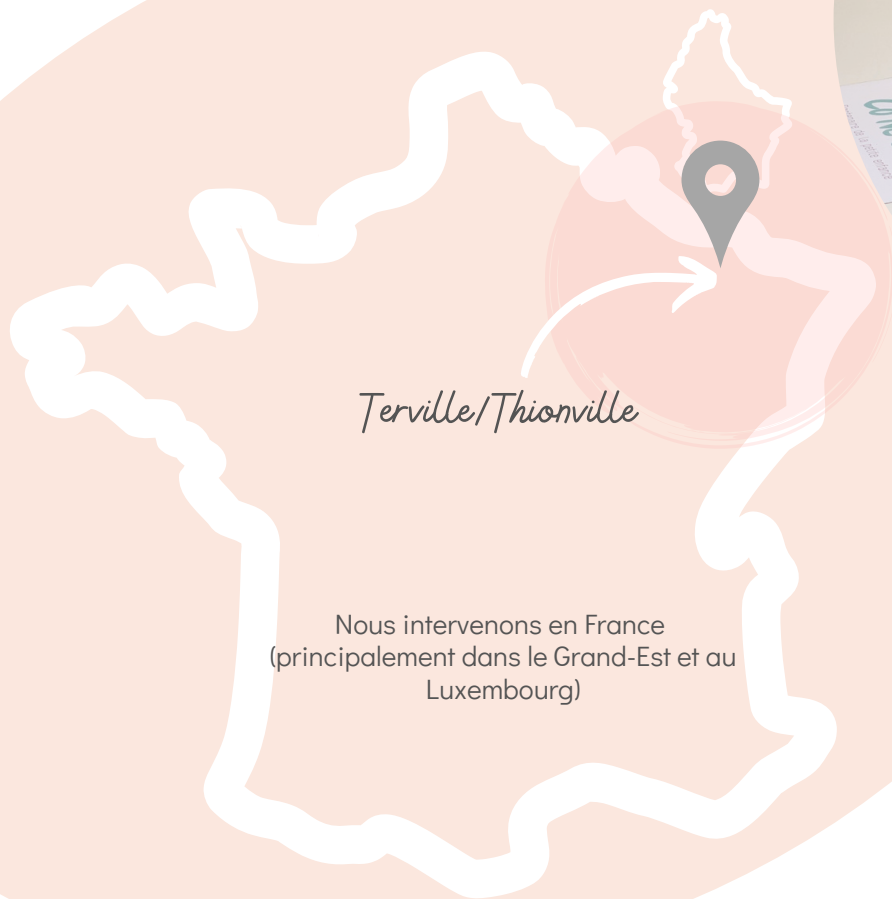 Terville/Thionville
Nous intervenons en France
(principalement dans le Grand-Est et au
Luxembourg)